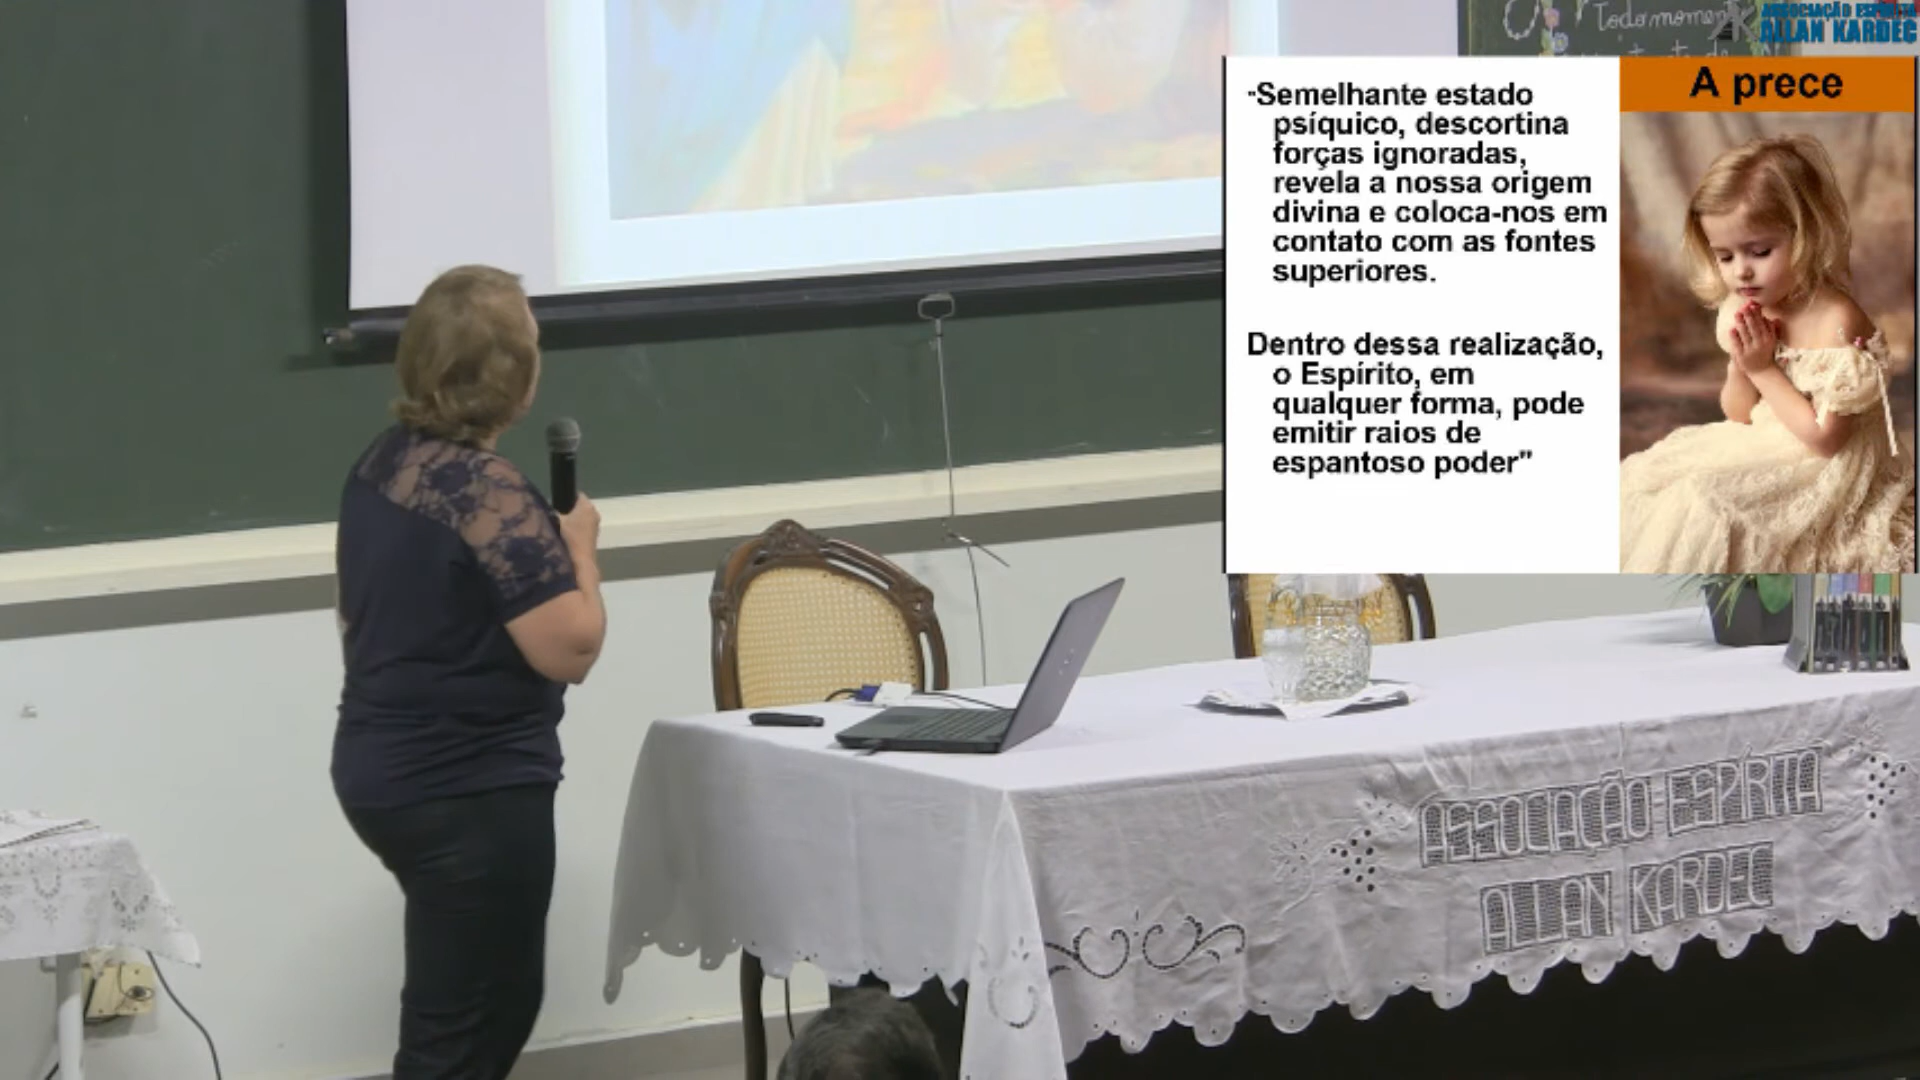 Todo momen
ASSOCIAÇÃO ESPÍRITA
ALLAN KARDEC
A prece
-Semelhante estado
psíquico, descortina
forças ignoradas,
revela a nossa origem
divina e coloca-nos em
contato com as fontes
superiores.
Dentro dessa realização,
o Espírito, em
qualquer forma, pode
emitir raios de
espantoso poder"
ASSOCIAÇÃO ESPÍRITA
ALLAN KARDEC